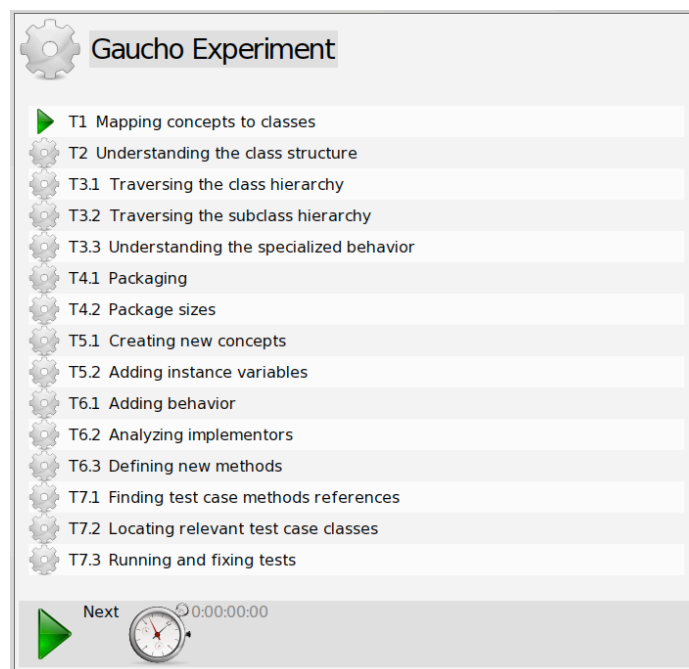 Gaucho Experiment
T1 Mapping concepts to classes
T2 Understanding the class structure
T3.1 Traversing the class hierarchy
T3.2 Traversing the subclass hierarchy
T3.3 Understanding the specialized behavior
T4.1 Packaging
T4.2 Package sizes
T5.1 Creating new concepts
T5.2 Adding instance variables
T6.1 Adding behavior
T6.2 Analyzing implementors
T6.3 Defining new methods
T7.1 Finding test case methods references
T7.2 Locating relevant test case classes
T7.3 Running and fixing tests
Next 0:00:00:00